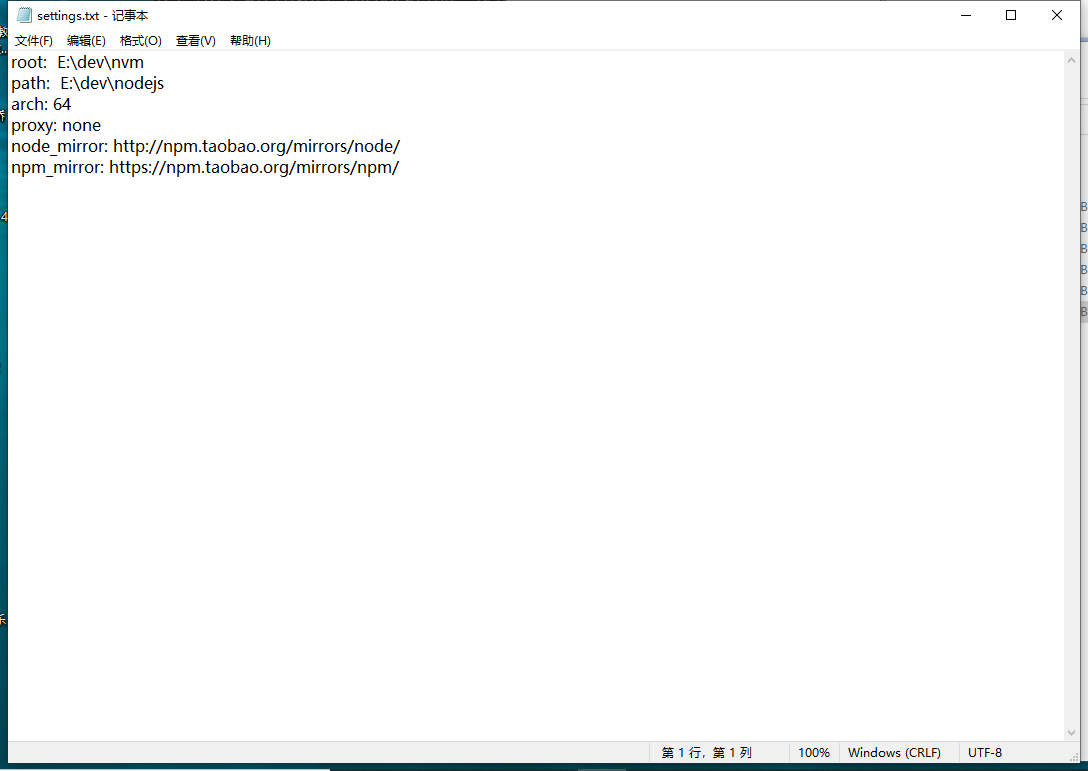 settings.txt - 记事本
文件(F) 编辑(E) 格式(O) 查看(V) 帮助(H)
root:  E:\dev\nvm
path:  E:\dev\nodejs
arch: 64
proxy: none
node_mirror: http://npm.taobao.org/mirrors/node/
npm_mirror: https://npm.taobao.org/mirrors/npm/
4
B
B
B
B
B
B
第 1 行，第 1 列 100% Windows (CRLF) UTF-8